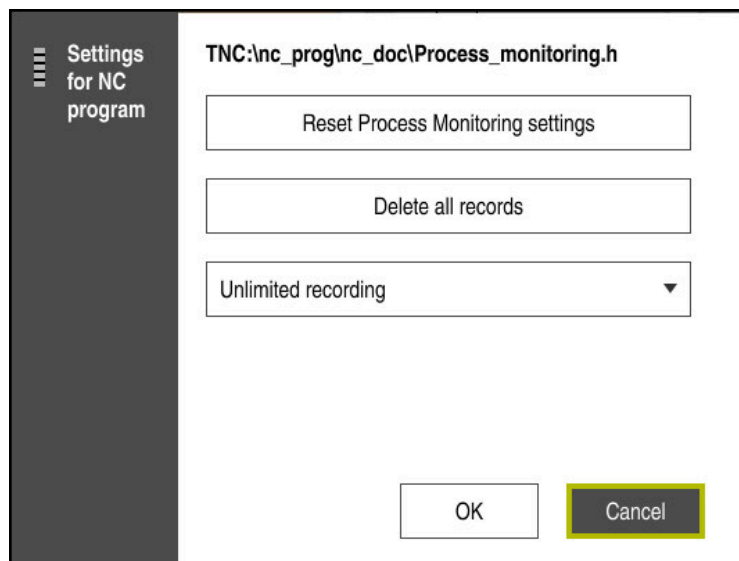 Settings
for NC
program
TNC:\nc_prog\nc_doc\Process_monitoring.h
Reset Process Monitoring settings
Delete all records
Unlimited recording
OK
Cancel